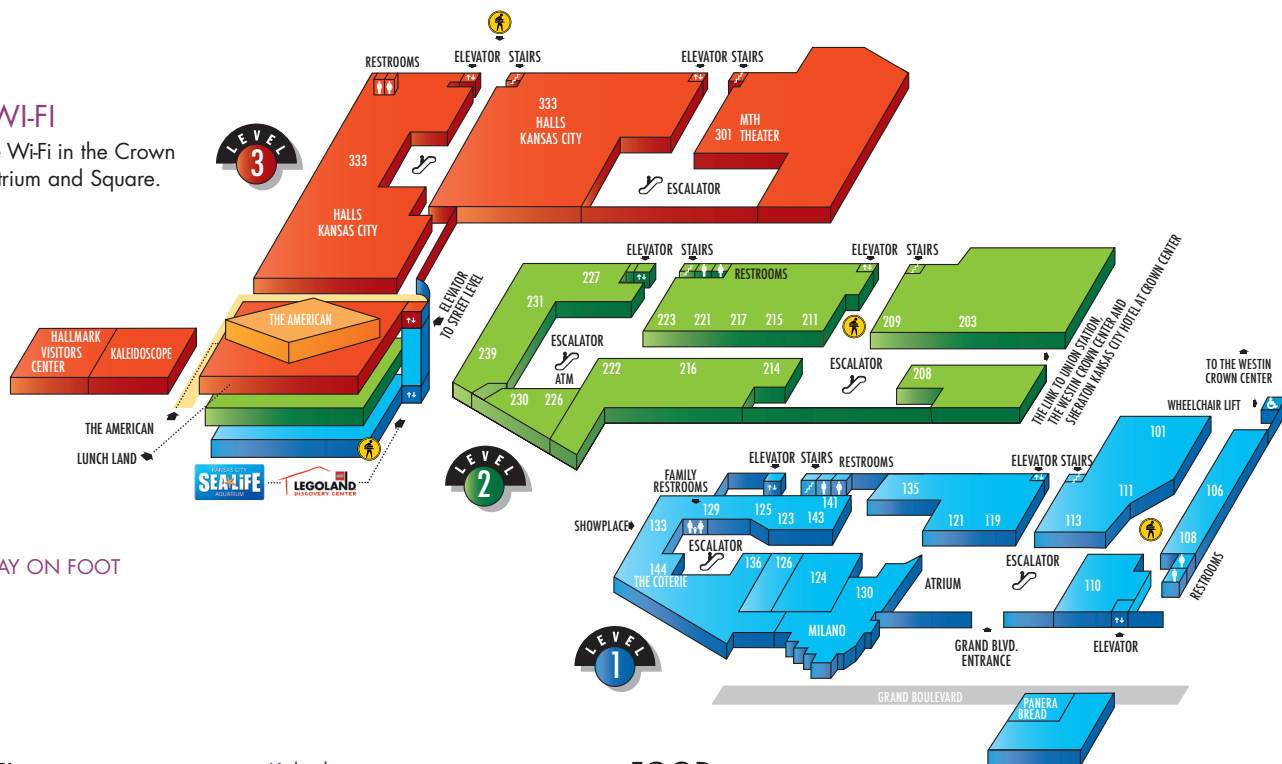 WI-FI
Wi-Fi in the Crown
trium and Square.
LEVEL
3
RESTROOMS
ELEVATOR STAIRS
ELEVATOR STAIRS
333
HALLS
KANSAS CITY
333
HALLS
KANSAS CITY
301
MTH
THEATER
ESCALATOR
ELEVATOR
TO STREET LEVEL
THE AMERICAN
HALLMARK
VISITORS
CENTER
KALEIDOSCOPE
THE AMERICAN
LUNCH LAND
KANSAS CITY
SEA LIFE
AQUARIUM
LEGO
LEGOLAND
DISCOVERY CENTER
LEVEL
2
ELEVATOR STAIRS
RESTROOMS
ELEVATOR STAIRS
227
231
239
223 221 217 215 211
209 203
ESCALATOR
ATM
230 226
222 216 214
ESCALATOR
208
THE LINK TO UNION STATION,
THE WESTIN CROWN CENTER AND
SHERATON KANSAS CITY HOTEL AT CROWN CENTER
TO THE WESTIN
CROWN CENTER
WHEELCHAIR LIFT
LEVEL
1
ELEVATOR STAIRS RESTROOMS
FAMILY
RESTROOMS
ELEVATOR STAIRS
SHOWPLACE
133 129 125 123 143 141
135 121 119
113 111 101
106
108
RESTROOMS
ESCALATOR
144
THE COTERIE
136 126 124 130
MILANO
ATRIUM
ESCALATOR
110
GRAND BLVD.
ENTRANCE
ELEVATOR
GRAND BOULEVARD
PANERA
BREAD
AY ON FOOT